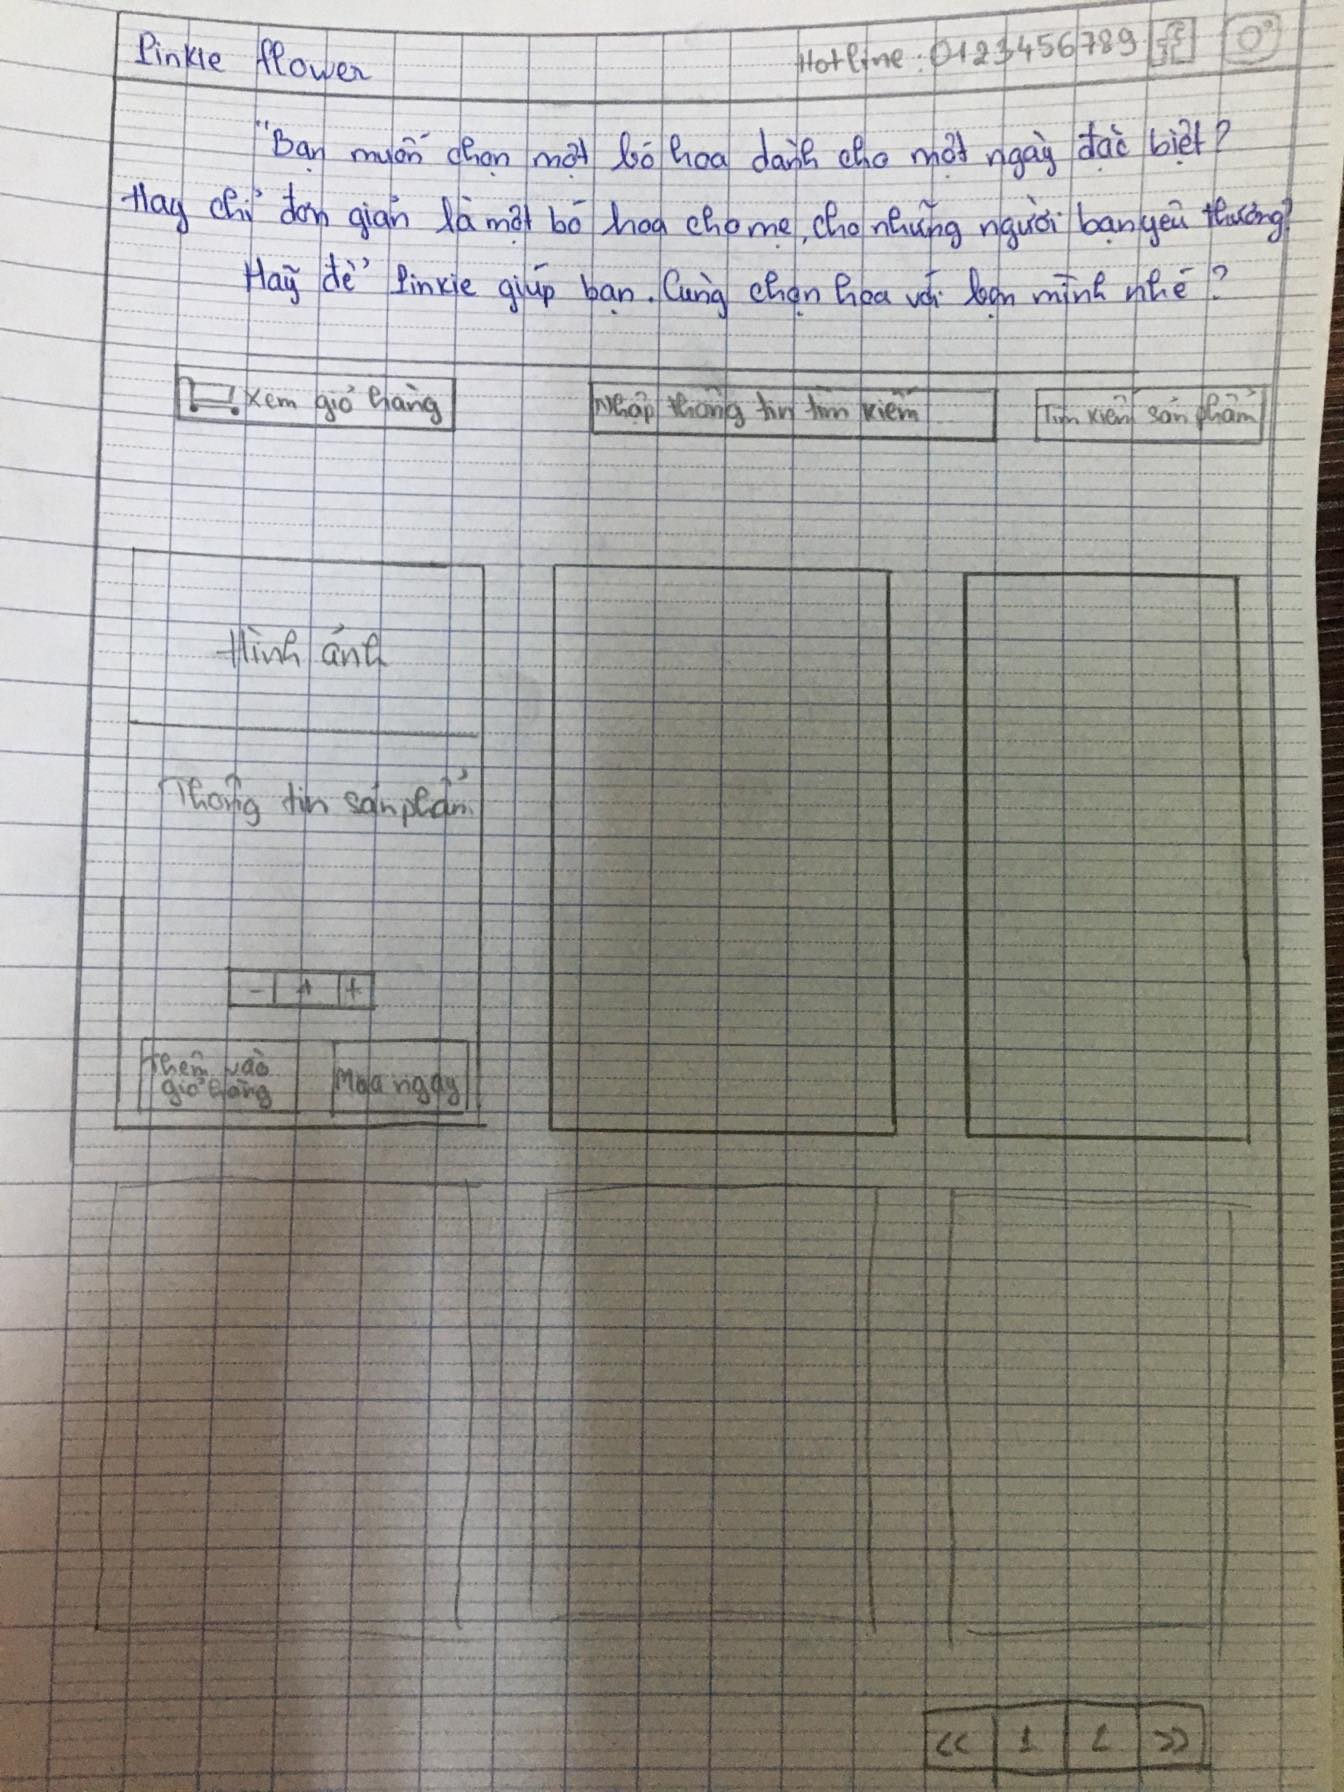 Pinkie flower
Hotline: 0123456789
"Bạn muốn chọn một bó hoa dành cho một ngày đặc biệt?
Hay chỉ đơn giản là một bó hoa cho mẹ, cho những người bạn yêu thương?
Hãy để Pinkie giúp bạn. Cùng chọn hoa với bọn mình nhé?
Xem giỏ hàng
Nhập thông tin tìm kiếm
Tìm kiếm sản phẩm
Hình ảnh
Thông tin sản phẩm
- 1 +
Thêm vào
giỏ hàng
Mua ngay
<< 1 2 >>